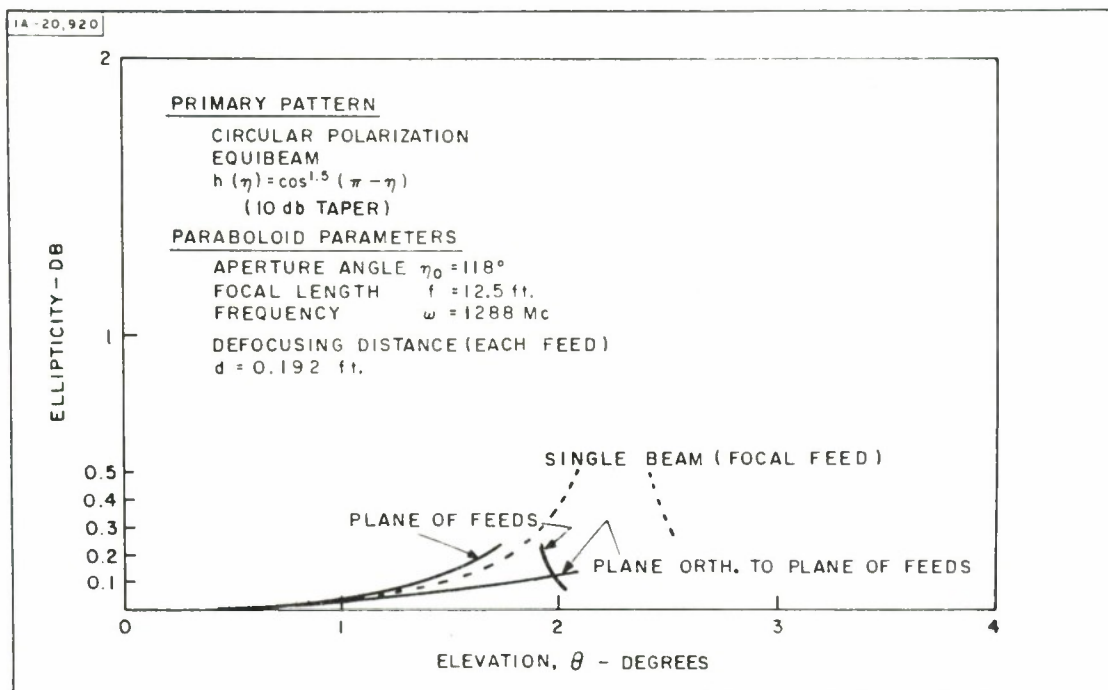 1A-20,920
2
PRIMARY PATTERN
CIRCULAR POLARIZATION
EQUIBEAM
h (η) = cos^1.5 (π - η)
(10 db TAPER)
PARABOLOID PARAMETERS
APERTURE ANGLE η₀ = 118°
FOCAL LENGTH f = 12.5 ft.
FREQUENCY ω = 1288 Mc
DEFOCUSING DISTANCE (EACH FEED)
d = 0.192 ft.
ELLIPTICITY-DB
1
0.5
0.4
0.3
0.2
0.1
SINGLE BEAM (FOCAL FEED)
PLANE OF FEEDS
PLANE ORTH. TO PLANE OF FEEDS
0 1 2 3 4
ELEVATION, θ - DEGREES